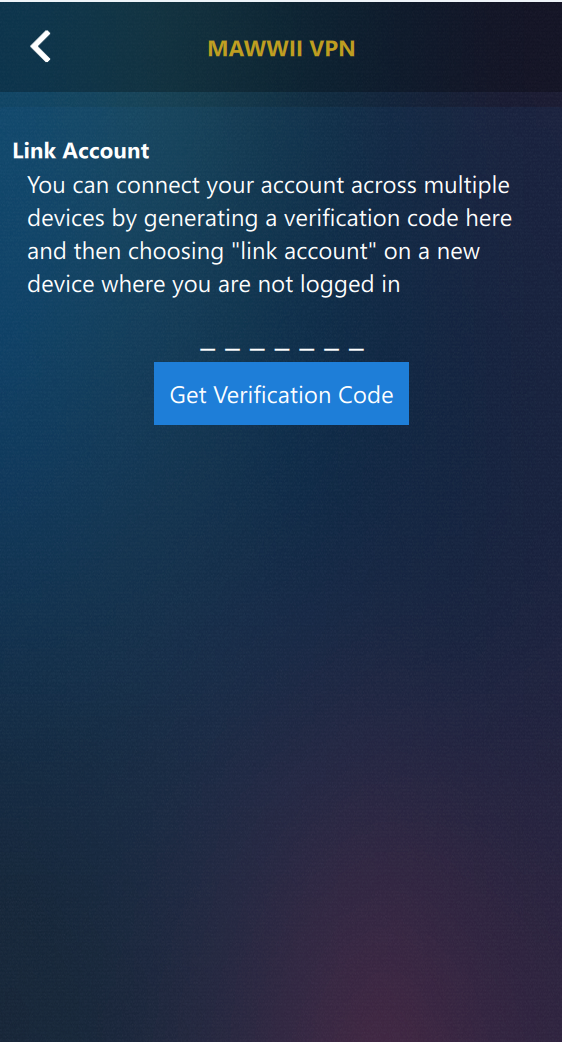 MAWWII VPN
Link Account
You can connect your account across multiple
devices by generating a verification code here
and then choosing "link account" on a new
device where you are not logged in
_ _ _ _ _ _ _
Get Verification Code